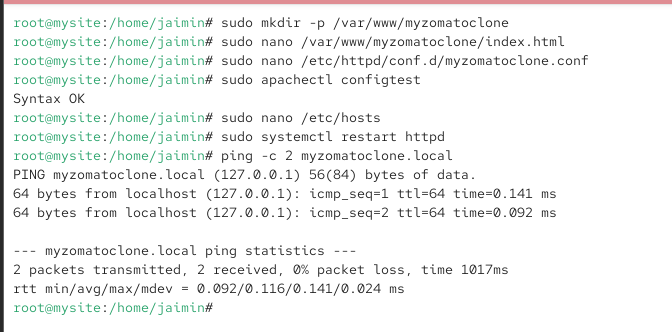 root@mysite:/home/jaimin# sudo mkdir -p /var/www/myzomatoclone
root@mysite:/home/jaimin# sudo nano /var/www/myzomatoclone/index.html
root@mysite:/home/jaimin# sudo nano /etc/httpd/conf.d/myzomatoclone.conf
root@mysite:/home/jaimin# sudo apachectl configtest
Syntax OK
root@mysite:/home/jaimin# sudo nano /etc/hosts
root@mysite:/home/jaimin# sudo systemctl restart httpd
root@mysite:/home/jaimin# ping -c 2 myzomatoclone.local
PING myzomatoclone.local (127.0.0.1) 56(84) bytes of data.
64 bytes from localhost (127.0.0.1): icmp_seq=1 ttl=64 time=0.141 ms
64 bytes from localhost (127.0.0.1): icmp_seq=2 ttl=64 time=0.092 ms

--- myzomatoclone.local ping statistics ---
2 packets transmitted, 2 received, 0% packet loss, time 1017ms
rtt min/avg/max/mdev = 0.092/0.116/0.141/0.024 ms
root@mysite:/home/jaimin#